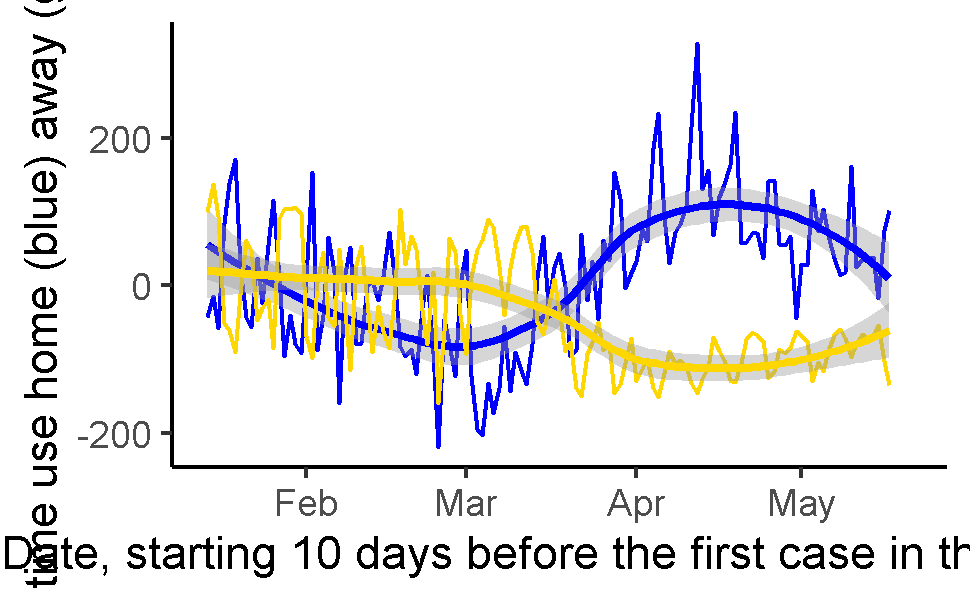 time use home (blue) away (
200
0
-200
Feb Mar Apr May
Date, starting 10 days before the first case in th